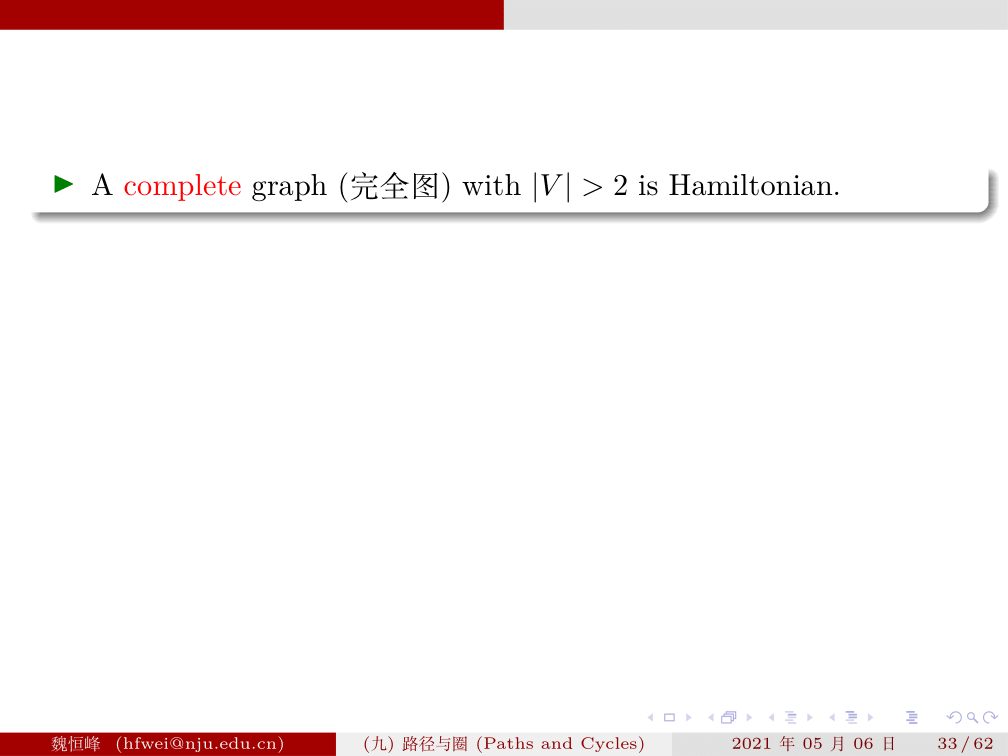 A complete graph (完全图) with |V| > 2 is Hamiltonian.
魏恒峰 (hfwei@nju.edu.cn) (九) 路径与圈 (Paths and Cycles) 2021 年 05 月 06 日 33 / 62